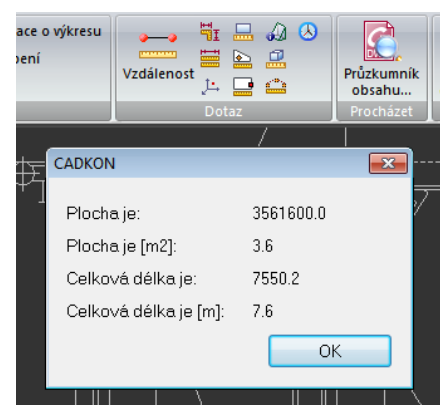 ace o výkresu
pení
Vzdálenost
Průzkumník
obsahu...
Dotaz
Procházet
CADKON
Plocha je: 3561600.0
Plocha je [m2]: 3.6
Celková délka je: 7550.2
Celková délka je [m]: 7.6
OK